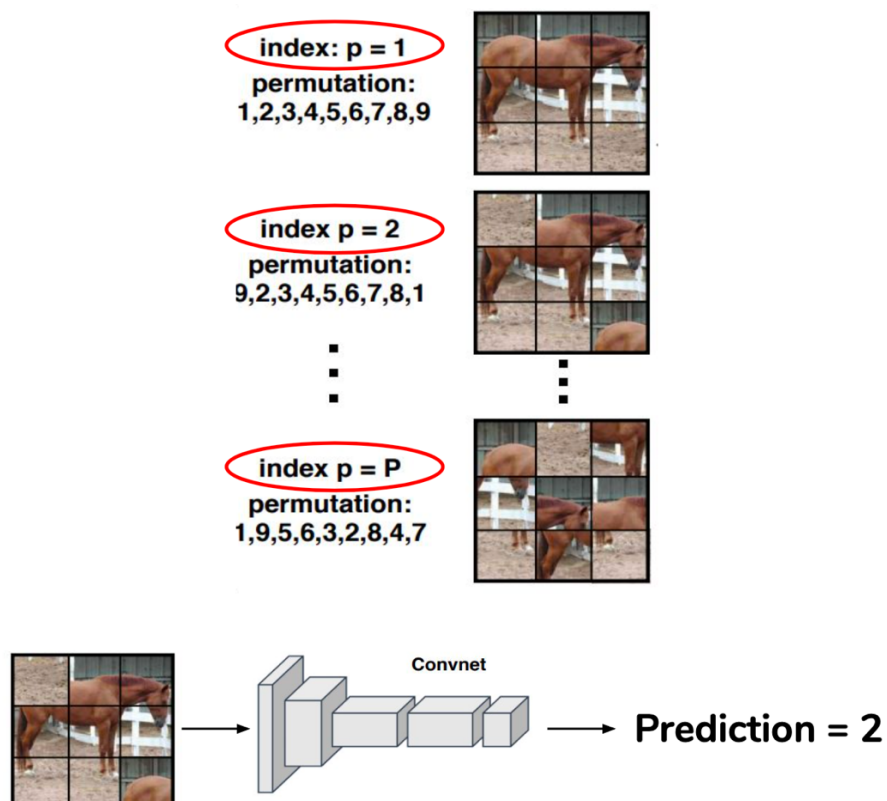 index: p = 1
permutation:
1,2,3,4,5,6,7,8,9
index p = 2
permutation:
9,2,3,4,5,6,7,8,1
index p = P
permutation:
1,9,5,6,3,2,8,4,7
Convnet
Prediction = 2